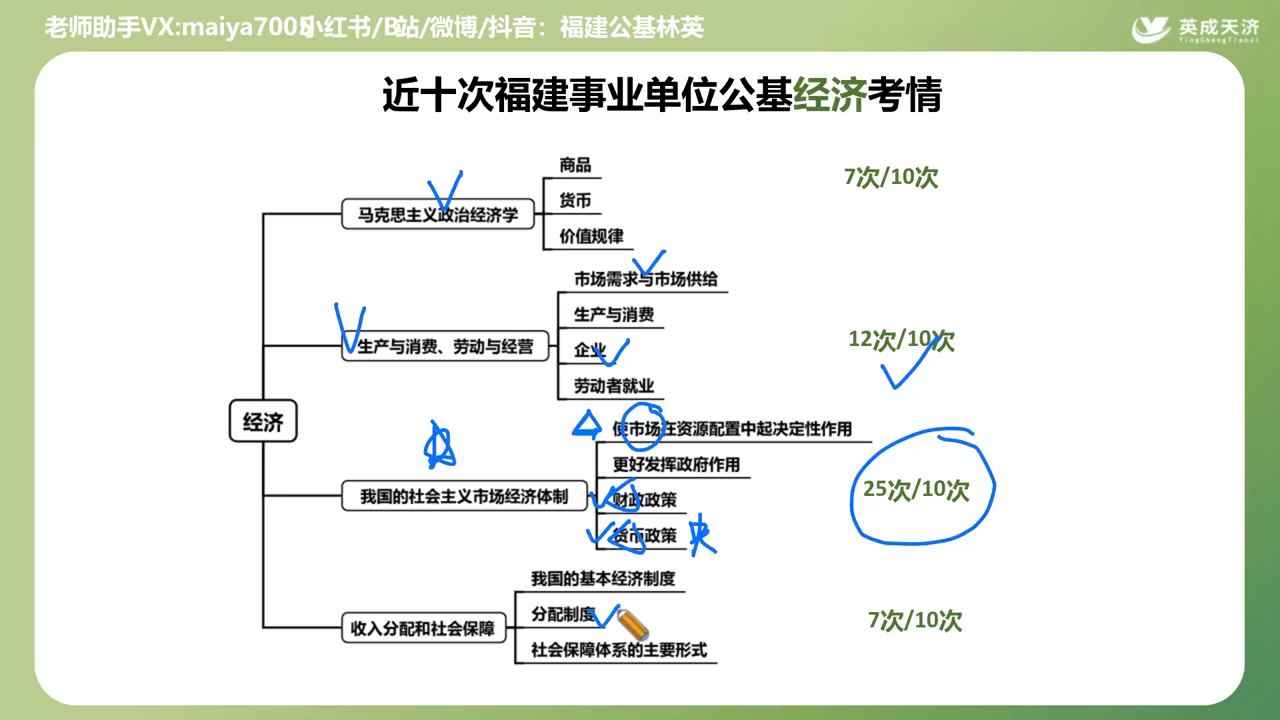 老师助手VX:maiya7005小红书/B站/微博/抖音：福建公基林英
英成天济
YingChengTianJi
近十次福建事业单位公基经济考情
经济
马克思主义政治经济学
商品
货币
价值规律
7次/10次
生产与消费、劳动与经营
市场需求与市场供给
生产与消费
企业
劳动者就业
12次/10次
我国的社会主义市场经济体制
使市场在资源配置中起决定性作用
更好发挥政府作用
财政政策
货币政策
央
25次/10次
收入分配和社会保障
我国的基本经济制度
分配制度
社会保障体系的主要形式
7次/10次